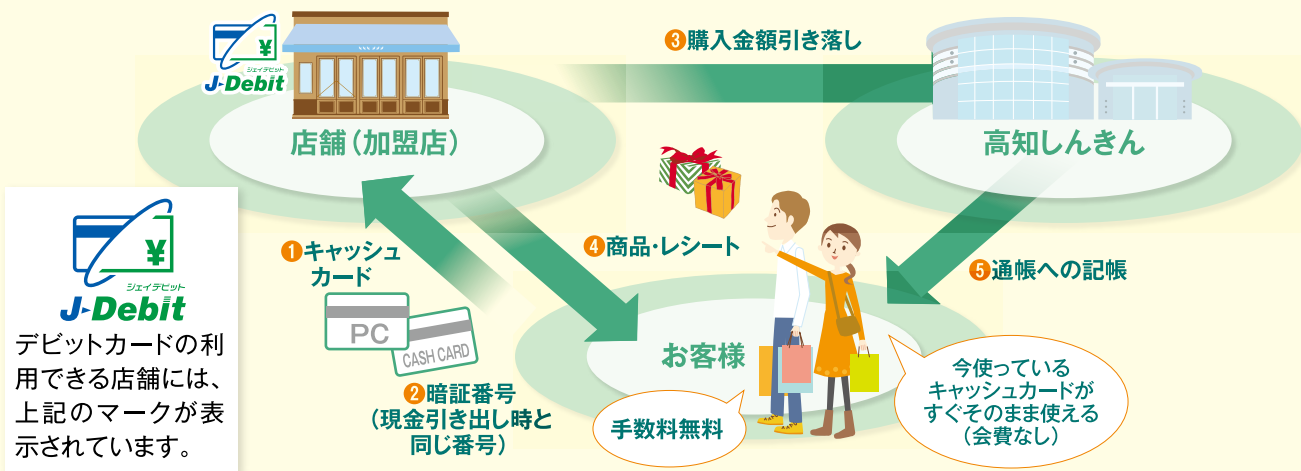 ¥
シェイデビット
J-Debit
❸購入金額引き落し
店舗（加盟店）
高知しんきん
¥
シェイデビット
J-Debit
デビットカードの利
用できる店舗には、
上記のマークが表
示されています。
❶キャッシュ
カード
PC
CASH CARD
❷暗証番号
（現金引き出し時と
同じ番号）
❹商品・レシート
❺通帳への記帳
お客様
手数料無料
今使っている
キャッシュカードが
すぐそのまま使える
（会費なし）